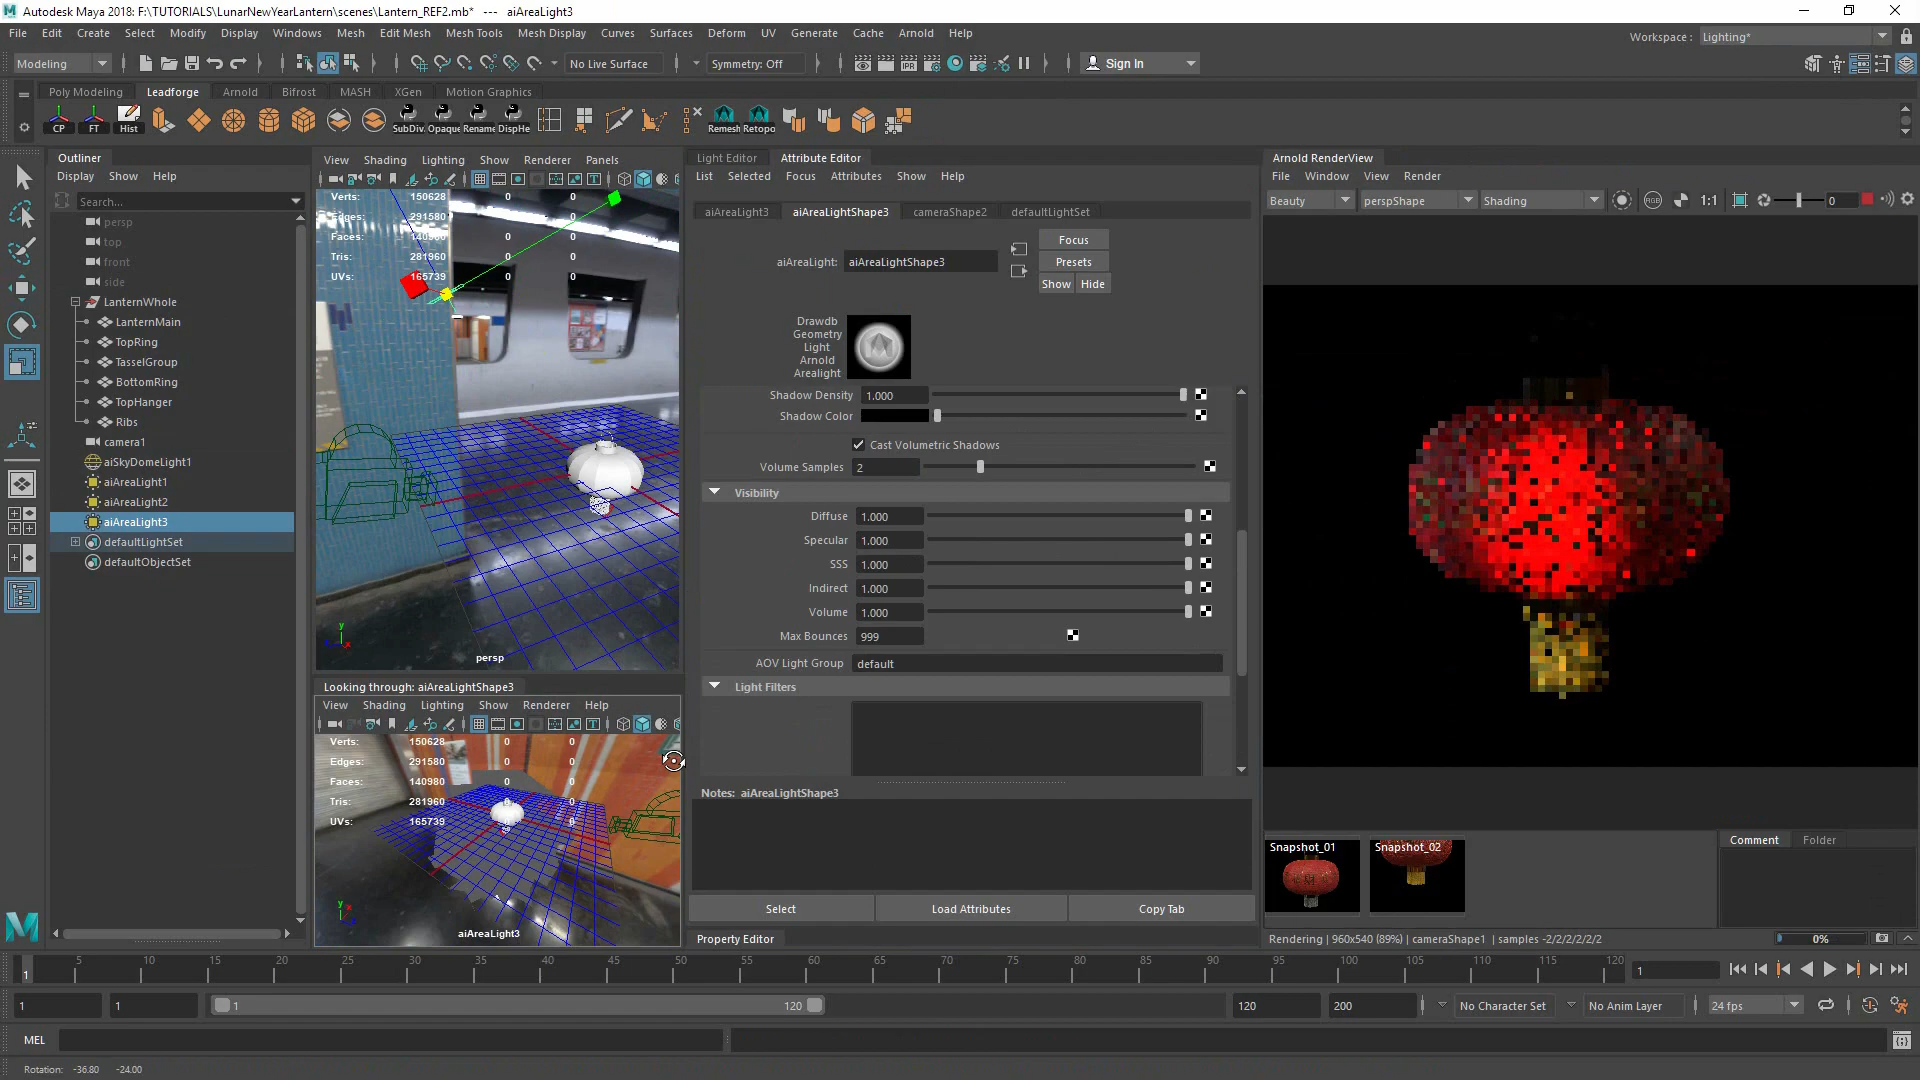 Autodesk Maya 2018: F:\TUTORIALS\LunarNewYearLantern\scenes\Lantern_REF2.mb* --- aiAreaLight3
File Edit Create Select Modify Display Windows Mesh Edit Mesh Mesh Tools Mesh Display Curves Surfaces Deform UV Generate Cache Arnold Help
Workspace : Lighting*
Modeling No Live Surface Symmetry: Off Sign In
Poly Modeling Leadforge Arnold Bifrost MASH XGen Motion Graphics
CP FT Hist SubDiv Opaque Rename DispHe Remesh Retopo
Outliner
Display Show Help
Search...
persp
top
front
side
LanternWhole
LanternMain
TopRing
TasselGroup
BottomRing
TopHanger
Ribs
camera1
aiSkyDomeLight1
aiAreaLight1
aiAreaLight2
aiAreaLight3
defaultLightSet
defaultObjectSet
View Shading Lighting Show Renderer Panels
Verts: 150628 0 0
Edges: 291580 0 0
Faces: 140980 0 0
Tris: 281960 0 0
UVs: 165739 0 0
y
persp
Looking through: aiAreaLightShape3
View Shading Lighting Show Renderer Help
Verts: 150628 0 0
Edges: 291580 0 0
Faces: 140980 0 0
Tris: 281960 0 0
UVs: 165739 0 0
y
aiAreaLight3
Light Editor Attribute Editor
List Selected Focus Attributes Show Help
aiAreaLight3 aiAreaLightShape3 cameraShape2 defaultLightSet
aiAreaLight: aiAreaLightShape3
Focus
Presets
Show Hide
Drawdb
Geometry
Light
Arnold
Arealight
Shadow Density 1.000
Shadow Color
Cast Volumetric Shadows
Volume Samples 2
Visibility
Diffuse 1.000
Specular 1.000
SSS 1.000
Indirect 1.000
Volume 1.000
Max Bounces 999
AOV Light Group default
Light Filters
Notes: aiAreaLightShape3
Select Load Attributes Copy Tab
Property Editor
Arnold RenderView
File Window View Render
Beauty perspShape Shading RGB 1:1 0
Snapshot_01 Snapshot_02
Comment Folder
Rendering | 960x540 (89%) | cameraShape1 | samples -2/2/2/2/2/2
0%
1 5 10 15 20 25 30 35 40 45 50 55 60 65 70 75 80 85 90 95 100 105 110 115 120
1
1 1 1 120 120 200 No Character Set No Anim Layer 24 fps
MEL
Rotation: -36.80 -24.00